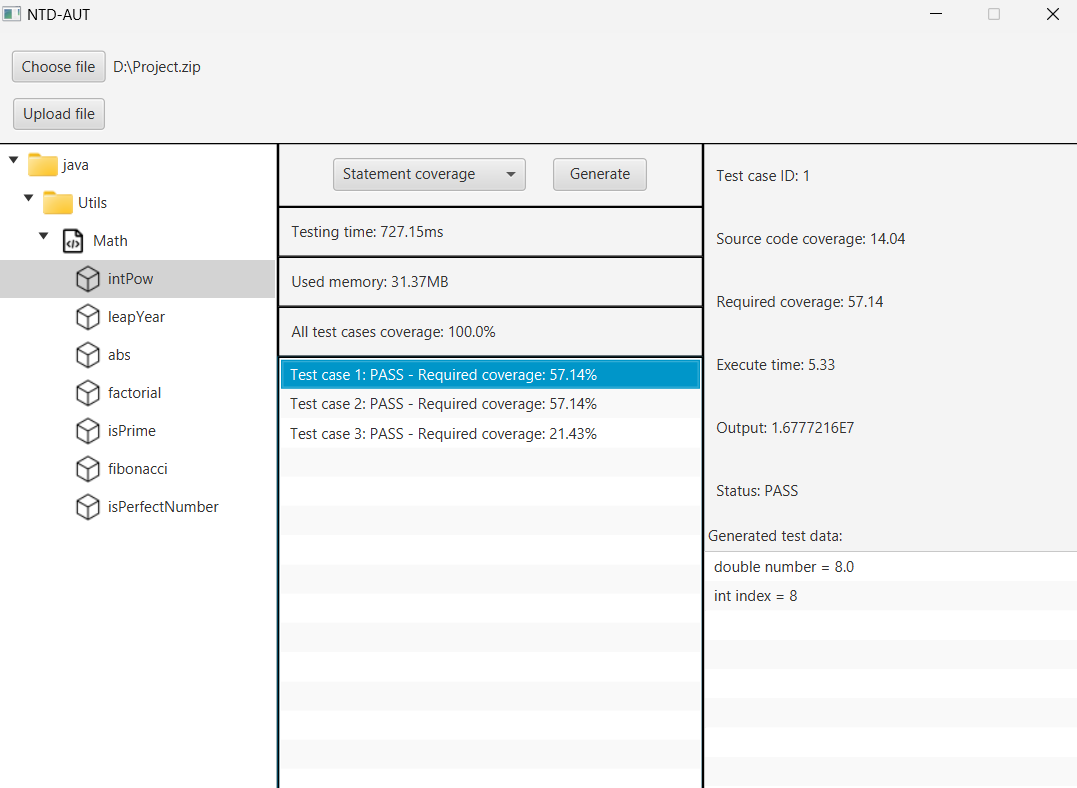 NTD-AUT
Choose file D:\Project.zip
Upload file
java
Utils
Math
intPow
leapYear
abs
factorial
isPrime
fibonacci
isPerfectNumber
Statement coverage Generate
Testing time: 727.15ms
Used memory: 31.37MB
All test cases coverage: 100.0%
Test case 1: PASS - Required coverage: 57.14%
Test case 2: PASS - Required coverage: 57.14%
Test case 3: PASS - Required coverage: 21.43%
Test case ID: 1
Source code coverage: 14.04
Required coverage: 57.14
Execute time: 5.33
Output: 1.6777216E7
Status: PASS
Generated test data:
double number = 8.0
int index = 8